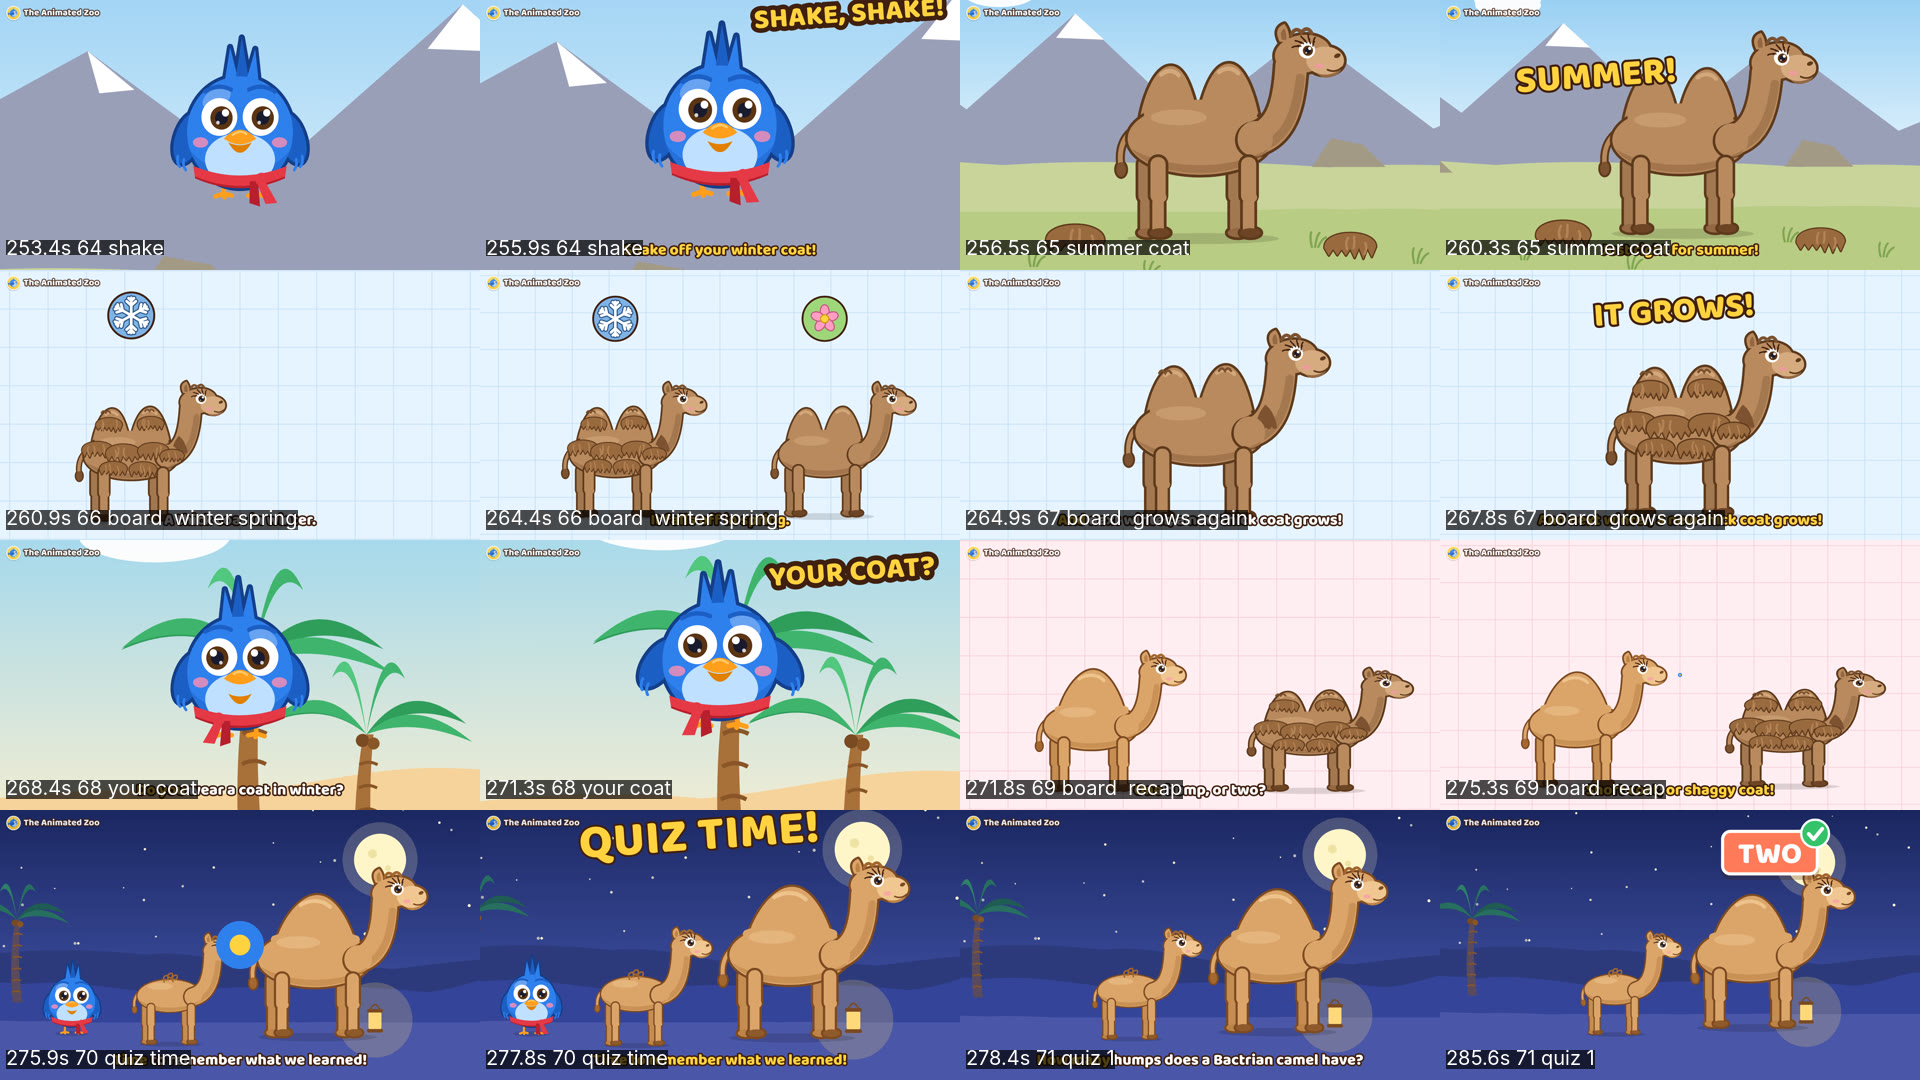 The Animated Zoo
253.4s 64 shake
The Animated Zoo
SHAKE, SHAKE!
255.9s 64 shake
ake off your winter coat!
The Animated Zoo
256.5s 65 summer coat
The Animated Zoo
SUMMER!
260.3s 65 summer coat
for summer!
The Animated Zoo
260.9s 66 board winter spring
er.
The Animated Zoo
264.4s 66 board winter spring
g.
The Animated Zoo
264.9s 67 board grows again
k coat grows!
The Animated Zoo
IT GROWS!
267.8s 67 board grows again
k coat grows!
The Animated Zoo
268.4s 68 your coat
ear a coat in winter?
The Animated Zoo
YOUR COAT?
271.3s 68 your coat
The Animated Zoo
271.8s 69 board recap
mp, or two?
The Animated Zoo
275.3s 69 board recap
or shaggy coat!
The Animated Zoo
275.9s 70 quiz time
member what we learned!
The Animated Zoo
QUIZ TIME!
277.8s 70 quiz time
member what we learned!
The Animated Zoo
278.4s 71 quiz 1
humps does a Bactrian camel have?
The Animated Zoo
TWO
285.6s 71 quiz 1